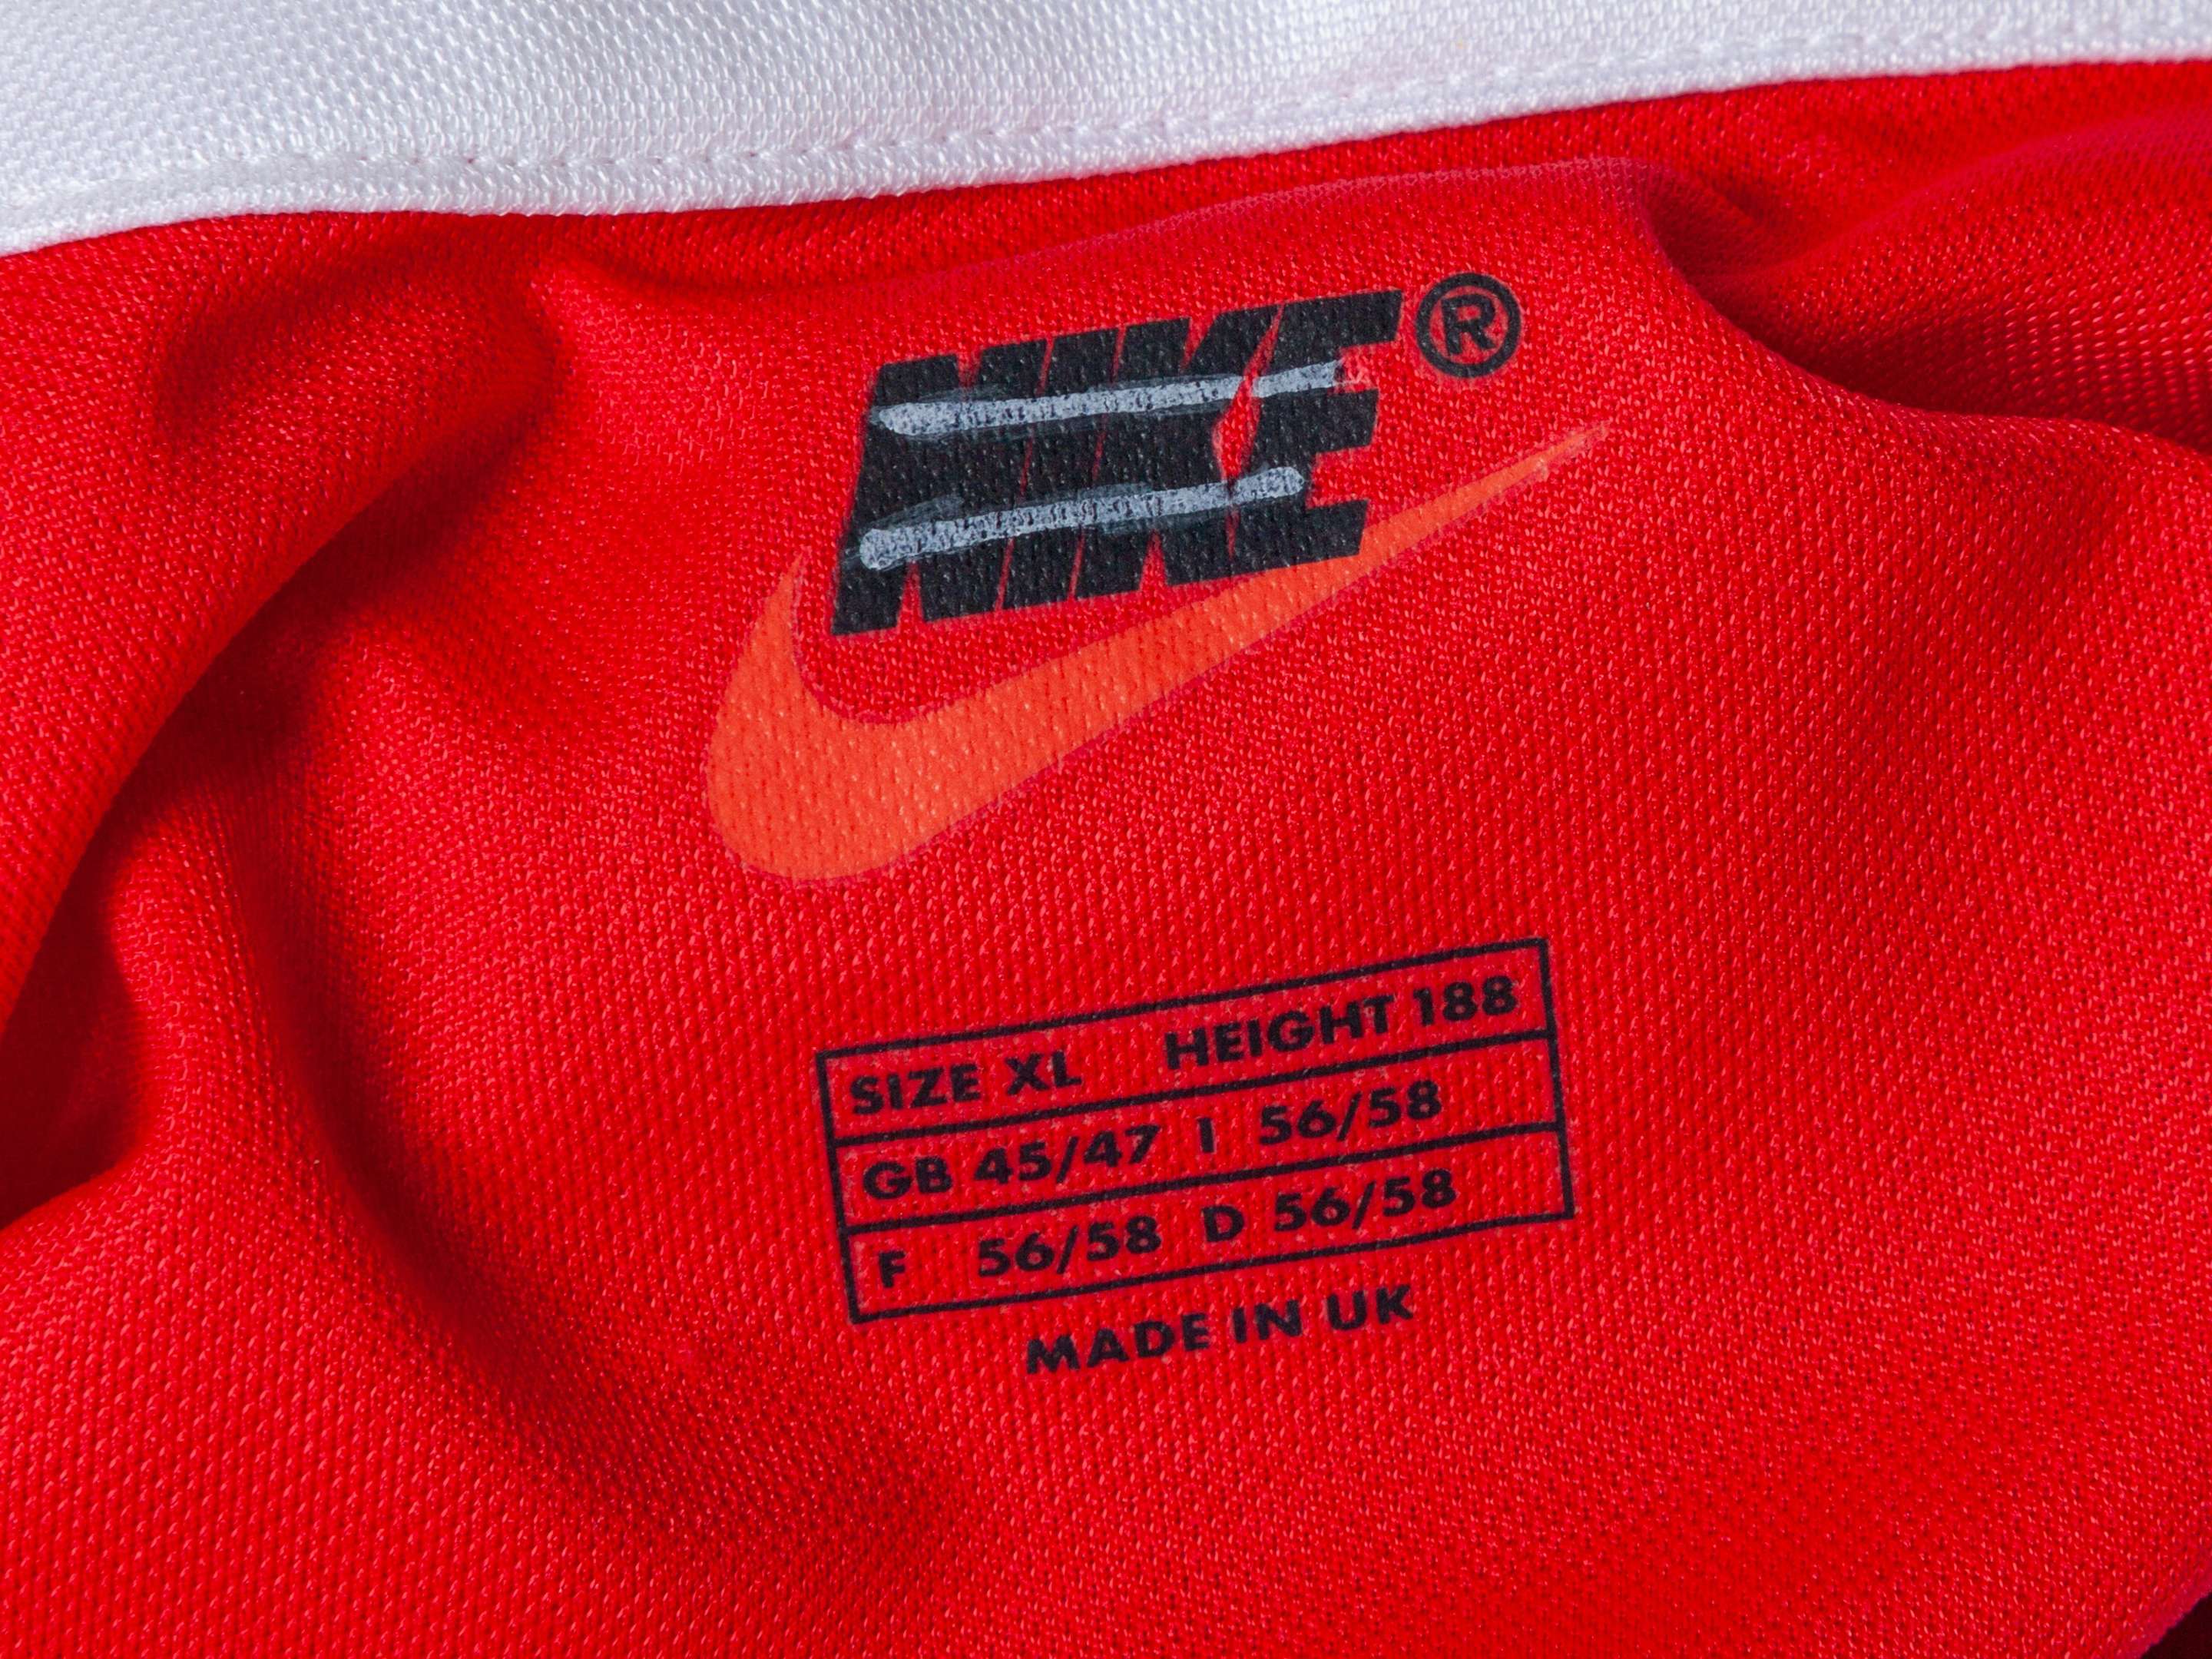 NIKE®
SIZE XL HEIGHT 188
GB 45/47 I 56/58
F 56/58 D 56/58
MADE IN UK